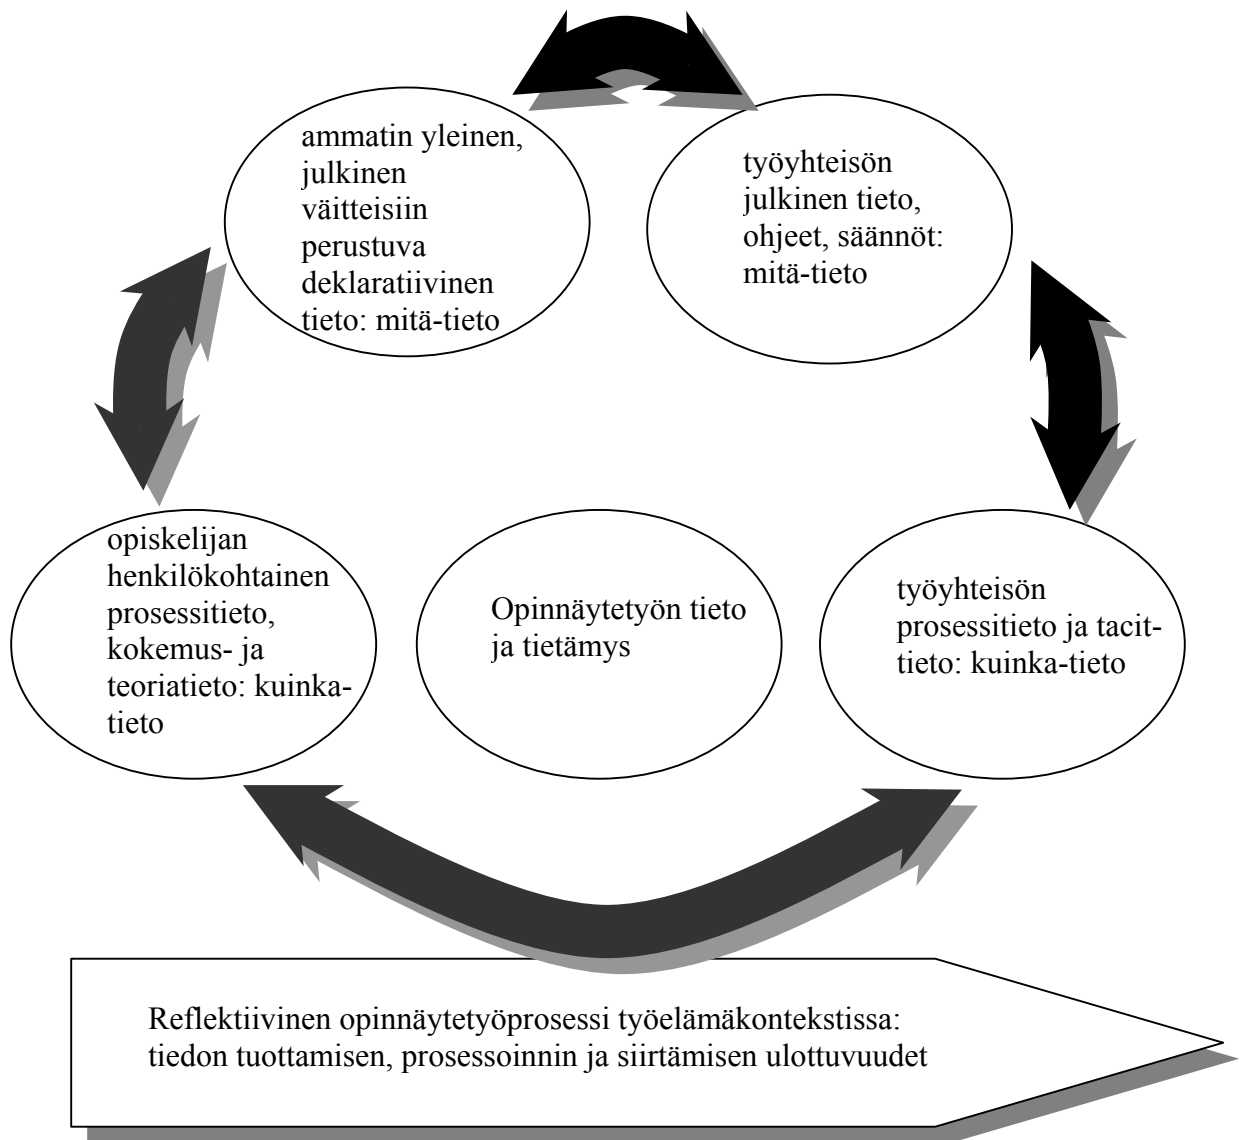 ammatin yleinen,
julkinen
väitteisiin
perustuva
deklaratiivinen
tieto: mitä-tieto
työyhteisön
julkinen tieto,
ohjeet, säännöt:
mitä-tieto
opiskelijan
henkilökohtainen
prosessitieto,
kokemus- ja
teoriatieto: kuinka-
tieto
Opinnäytetyön tieto
ja tietämys
työyhteisön
prosessitieto ja tacit-
tieto: kuinka-tieto
Reflektiivinen opinnäytetyöprosessi työelämäkontekstissa:
tiedon tuottamisen, prosessoinnin ja siirtämisen ulottuvuudet